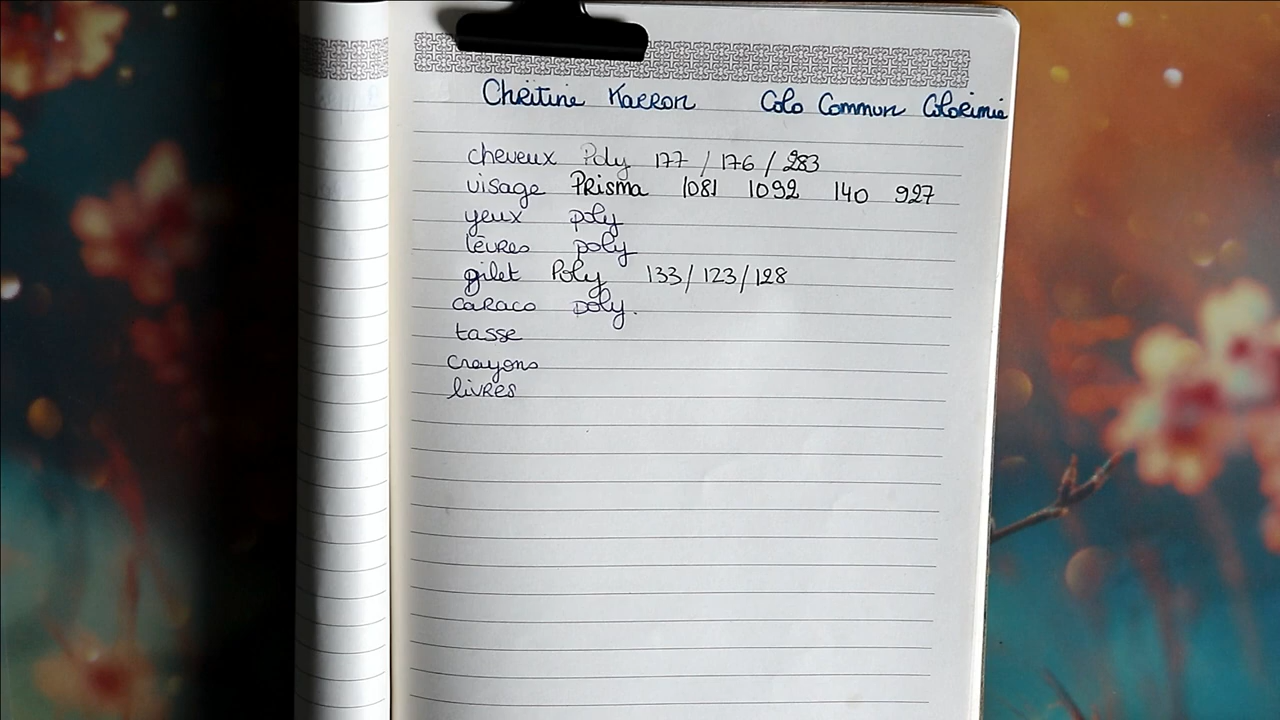 Chritine Karron Colo Commun Colorimie
cheveux Poly 177 / 176 / 283
visage Prisma 1081 1092 140 927
yeux poly
lèvres poly
gilet Poly 133 / 123 / 128
caraco poly.
tasse
crayons
livres